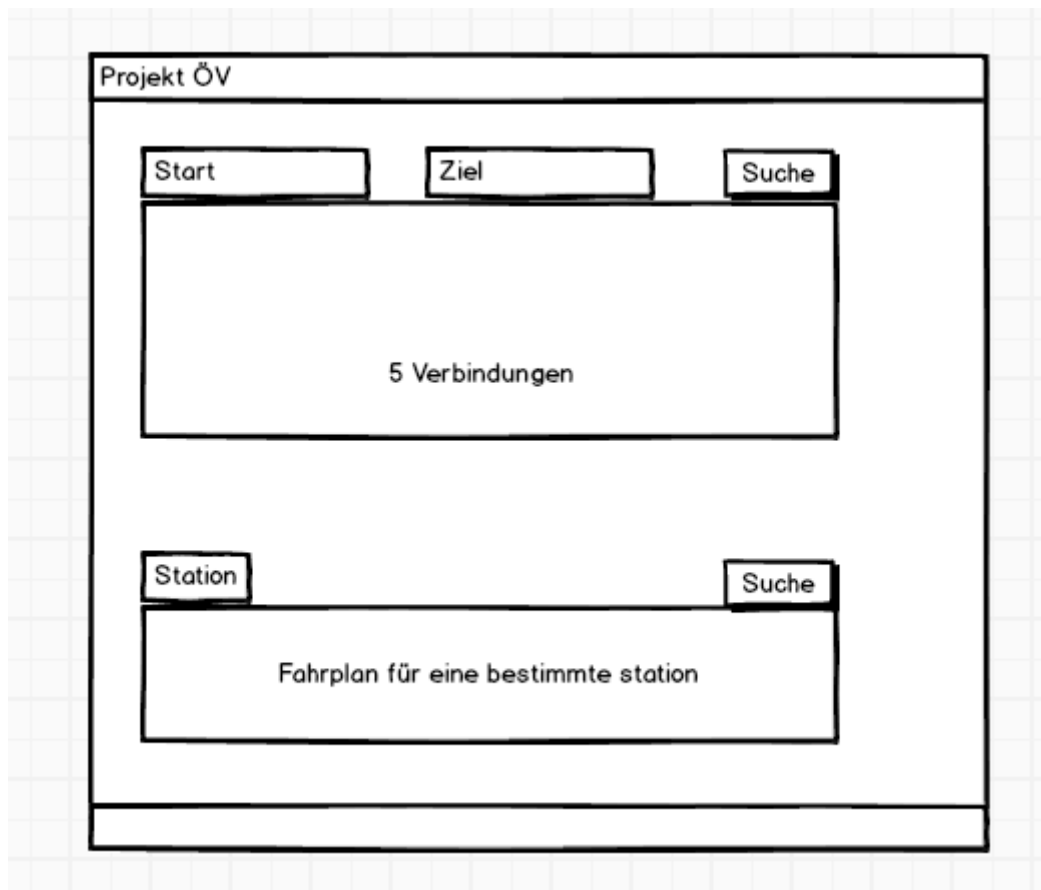 Projekt ÖV
Start
Ziel
Suche
5 Verbindungen
Station
Suche
Fahrplan für eine bestimmte station